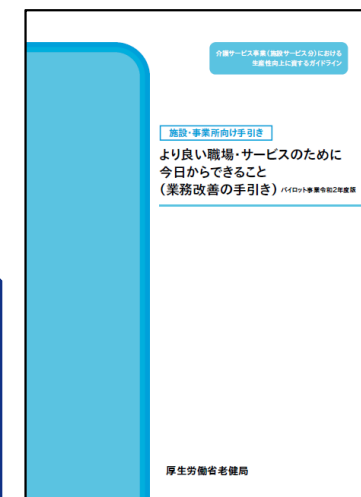 介護サービス事業(施設サービス分)における
生産性向上に資するガイドライン
施設・事業所向け手引き
より良い職場・サービスのために
今日からできること
(業務改善の手引き) パイロット事業令和2年度版
厚生労働省老健局